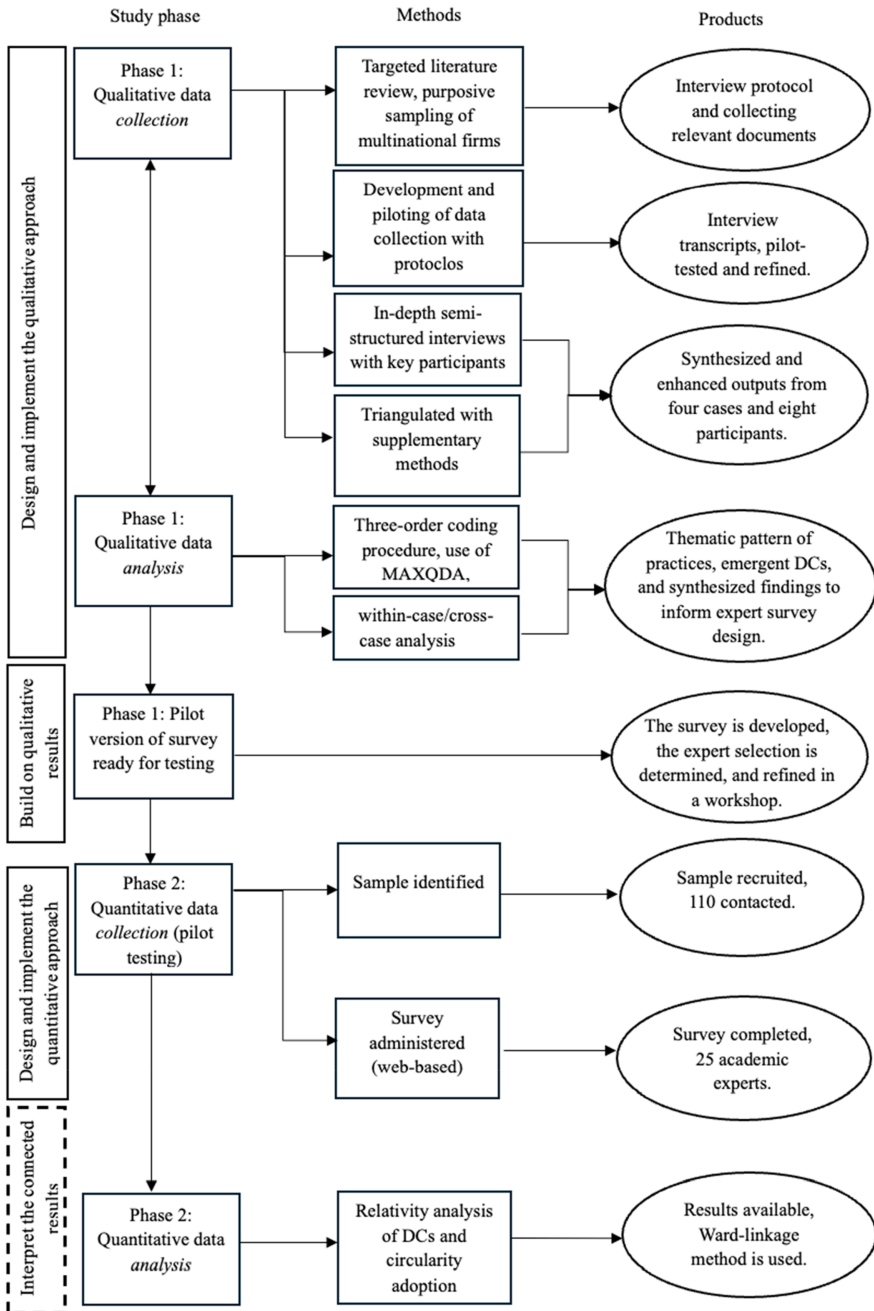 Study phase
Methods
Products
Design and implement the qualitative approach
Phase 1:
Qualitative data
collection
Targeted literature
review, purposive
sampling of
multinational firms
Interview protocol
and collecting
relevant documents
Development and
piloting of data
collection with
protoclos
Interview
transcripts, pilot-
tested and refined.
In-depth semi-
structured interviews
with key participants
Triangulated with
supplementary
methods
Synthesized and
enhanced outputs from
four cases and eight
participants.
Phase 1:
Qualitative data
analysis
Three-order coding
procedure, use of
MAXQDA,
within-case/cross-
case analysis
Thematic pattern of
practices, emergent DCs,
and synthesized findings to
inform expert survey
design.
Build on qualitative
results
Phase 1: Pilot
version of survey
ready for testing
The survey is developed,
the expert selection is
determined, and refined in
a workshop.
Design and implement the
quantitative approach
Phase 2:
Quantitative data
collection (pilot
testing)
Sample identified
Sample recruited,
110 contacted.
Survey
administered
(web-based)
Survey completed,
25 academic
experts.
Interpret the connected
results
Phase 2:
Quantitative data
analysis
Relativity analysis
of DCs and
circularity
adoption
Results available,
Ward-linkage
method is used.